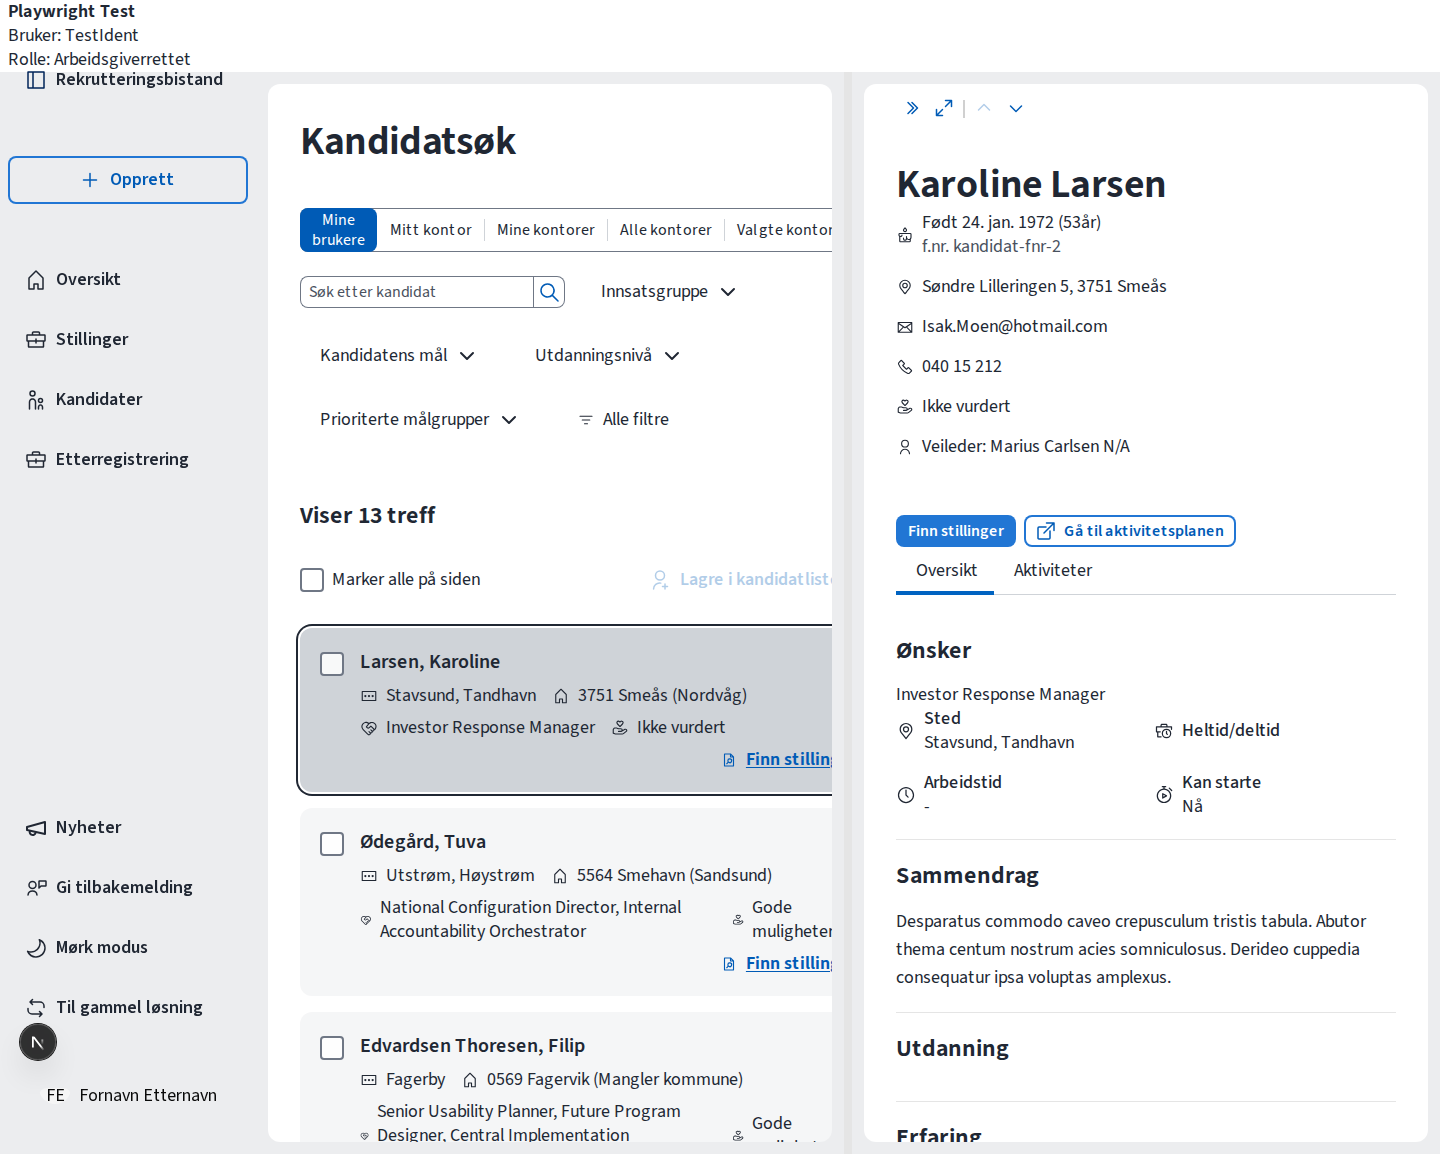 Playwright Test
Bruker: TestIdent
Rolle: Arbeidsgiverrettet
Rekrutteringsbistand
Opprett
Oversikt
Stillinger
Kandidater
Etterregistrering
Nyheter
Gi tilbakemelding
Mørk modus
Til gammel løsning
N
FE Fornavn Etternavn
Kandidatsøk
Mine brukere
Mitt kontor
Mine kontorer
Alle kontorer
Valgte kontor
Søk etter kandidat
Innsatsgruppe
Kandidatens mål
Utdanningsnivå
Prioriterte målgrupper
Alle filtre
Viser 13 treff
Marker alle på siden
Lagre i kandidatliste
Larsen, Karoline
Stavsund, Tandhavn
3751 Smeås (Nordvåg)
Investor Response Manager
Ikke vurdert
Finn stilling
Ødegård, Tuva
Utstrøm, Høystrøm
5564 Smehavn (Sandsund)
National Configuration Director, Internal
Accountability Orchestrator
Gode
muligheter
Finn stilling
Edvardsen Thoresen, Filip
Fagerby
0569 Fagervik (Mangler kommune)
Senior Usability Planner, Future Program
Designer, Central Implementation
Gode
Karoline Larsen
Født 24. jan. 1972 (53år)
f.nr. kandidat-fnr-2
Søndre Lilleringen 5, 3751 Smeås
Isak.Moen@hotmail.com
040 15 212
Ikke vurdert
Veileder: Marius Carlsen N/A
Finn stillinger
Gå til aktivitetsplanen
Oversikt
Aktiviteter
Ønsker
Investor Response Manager
Sted
Stavsund, Tandhavn
Heltid/deltid
Arbeidstid
-
Kan starte
Nå
Sammendrag
Desparatus commodo caveo crepusculum tristis tabula. Abutor
thema centum nostrum acies somniculosus. Derideo cuppedia
consequatur ipsa voluptas amplexus.
Utdanning
Erfaring